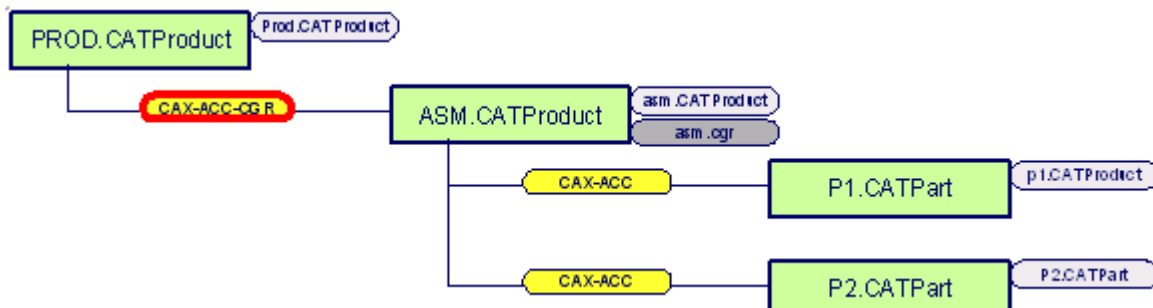 PROD.CATProduct
Prod.CATProduct
CAX-ACC-CGR
ASM.CATProduct
asm.CATProduct
asm.cgr
CAX-ACC
P1.CATPart
p1.CATProduct
CAX-ACC
P2.CATPart
P2.CATPart